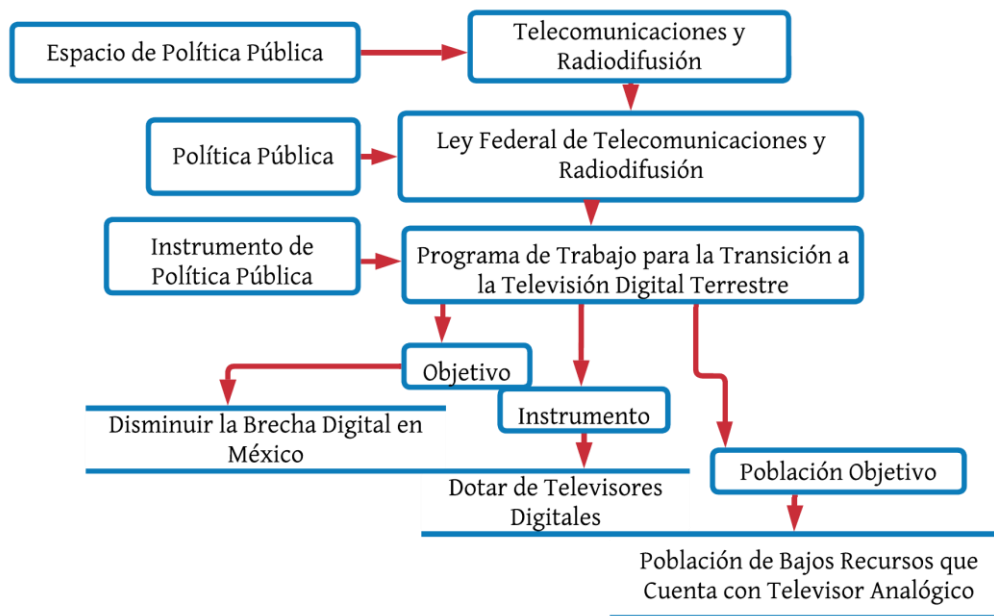 Espacio de Política Pública
Telecomunicaciones y
Radiodifusión
Política Pública
Ley Federal de Telecomunicaciones y
Radiodifusión
Instrumento de
Política Pública
Programa de Trabajo para la Transición a
la Televisión Digital Terrestre
Objetivo
Disminuir la Brecha Digital en
México
Instrumento
Dotar de Televisores
Digitales
Población Objetivo
Población de Bajos Recursos que
Cuenta con Televisor Analógico